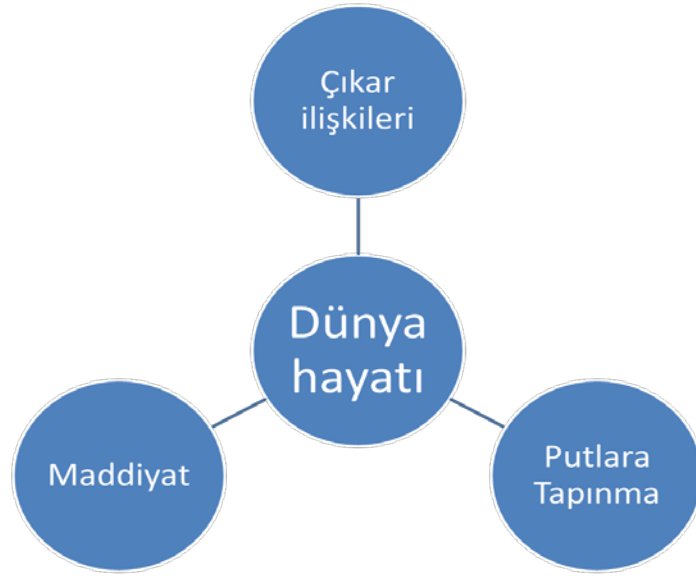 Çıkar
ilişkileri
Dünya
hayatı
Maddiyat
Putlara
Tapınma